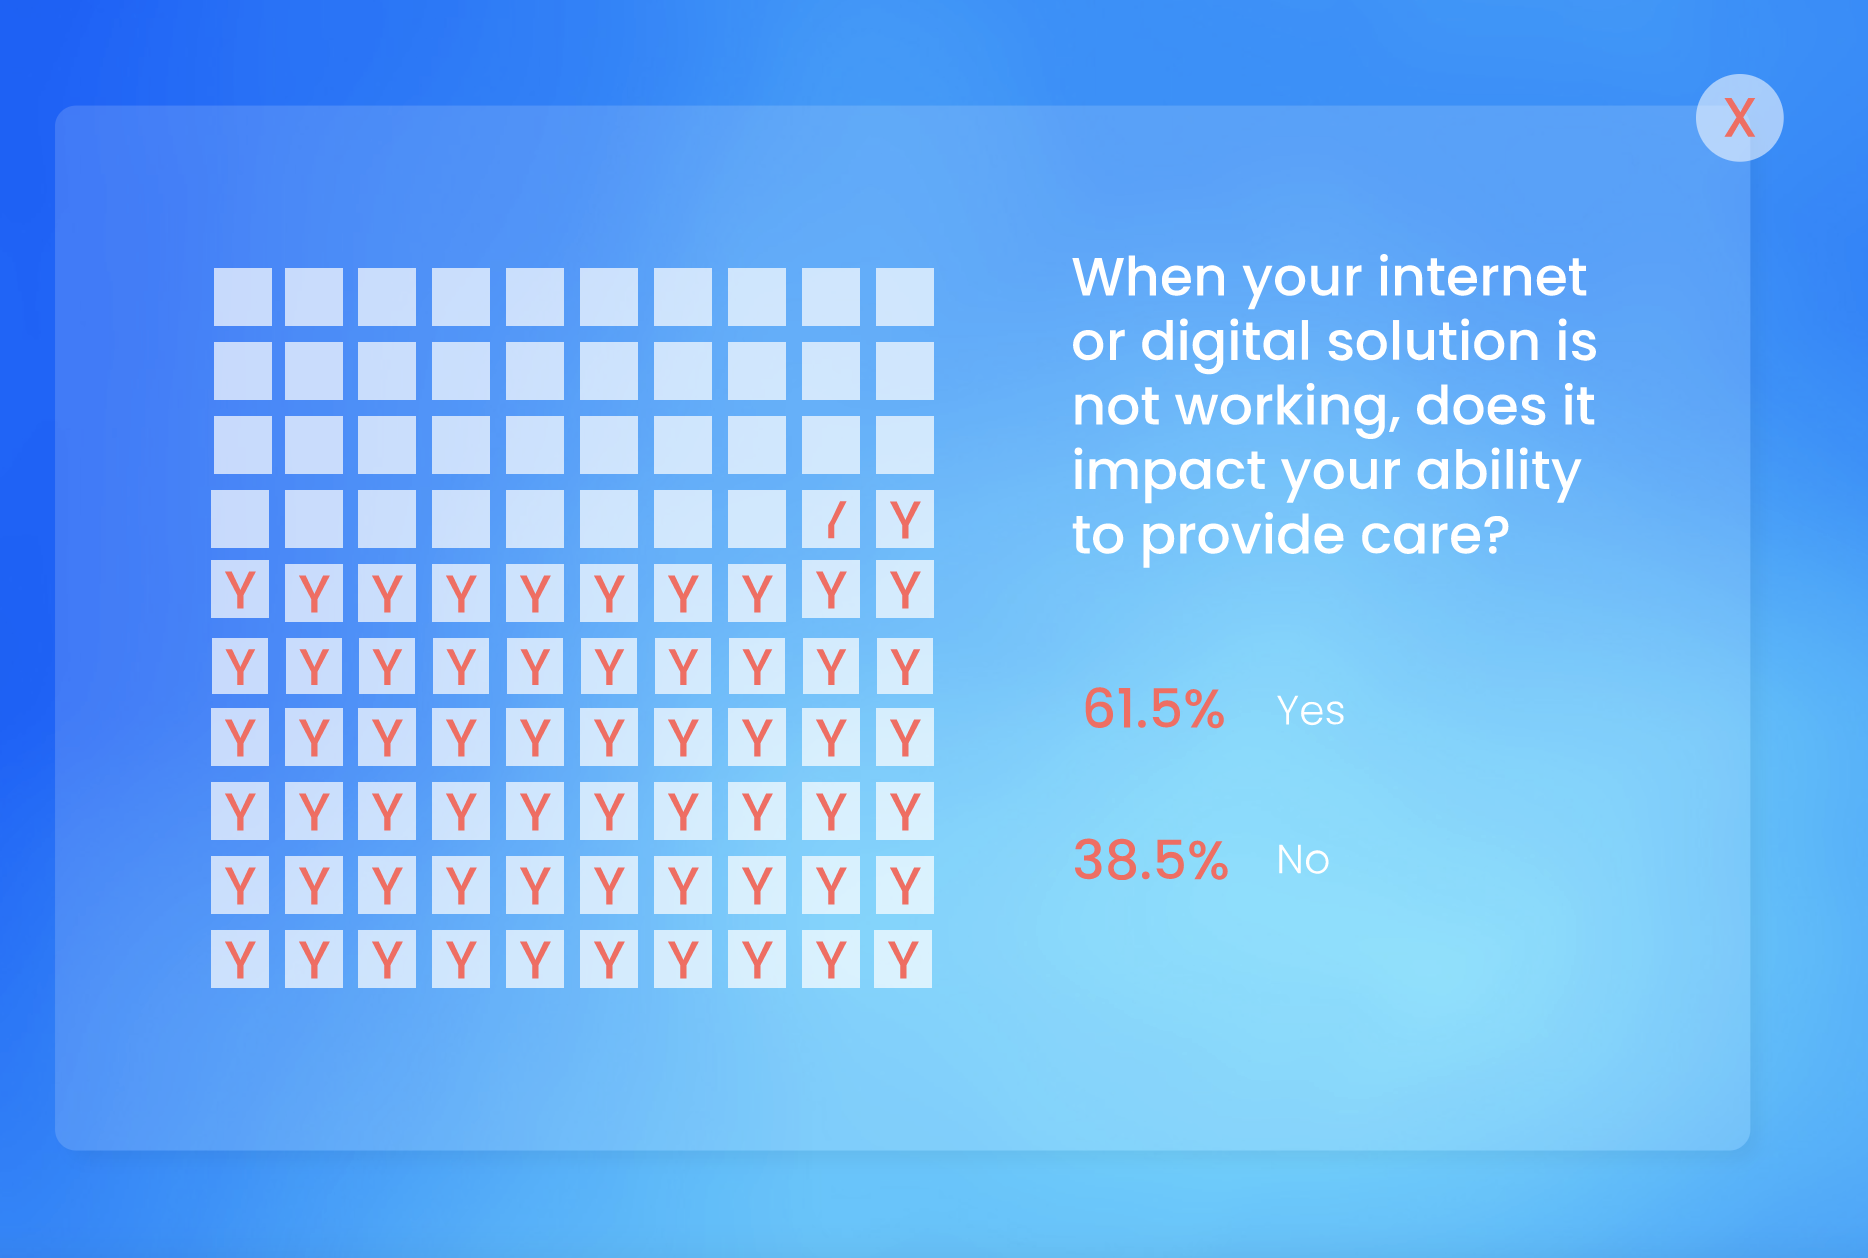 X
When your internet
or digital solution is
not working, does it
impact your ability
to provide care?
61.5% Yes
38.5% No
Y Y
Y Y Y Y Y Y Y Y Y Y
Y Y Y Y Y Y Y Y Y Y
Y Y Y Y Y Y Y Y Y Y
Y Y Y Y Y Y Y Y Y Y
Y Y Y Y Y Y Y Y Y Y
Y Y Y Y Y Y Y Y Y Y